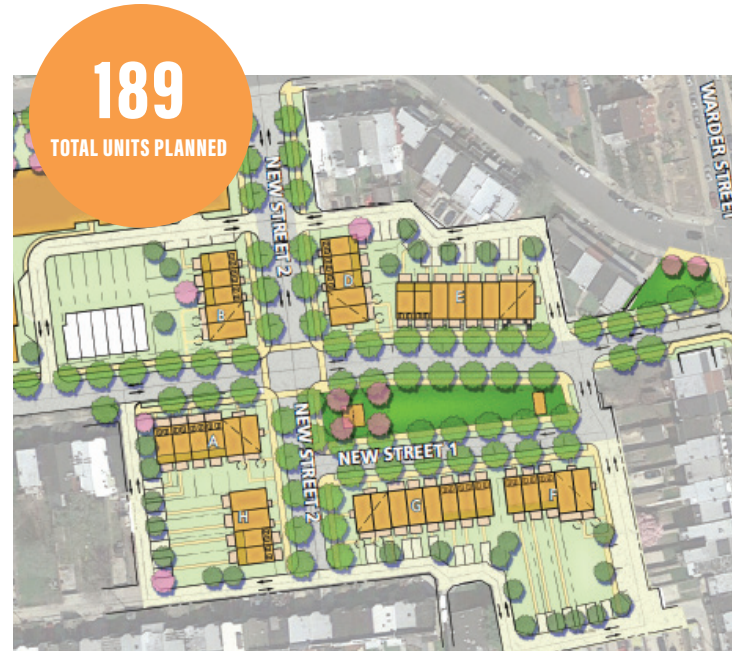 189
TOTAL UNITS PLANNED
WARDER STREET
NEW STREET 2
D
B
E
A
NEW STREET 2
NEW STREET 1
H
G
F